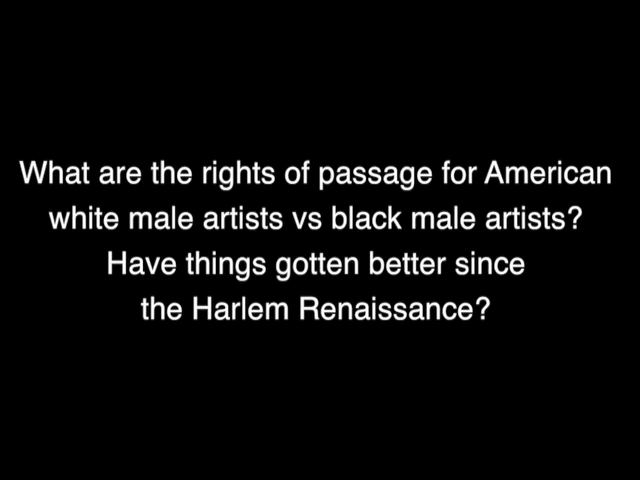 What are the rights of passage for American
white male artists vs black male artists?
Have things gotten better since
the Harlem Renaissance?